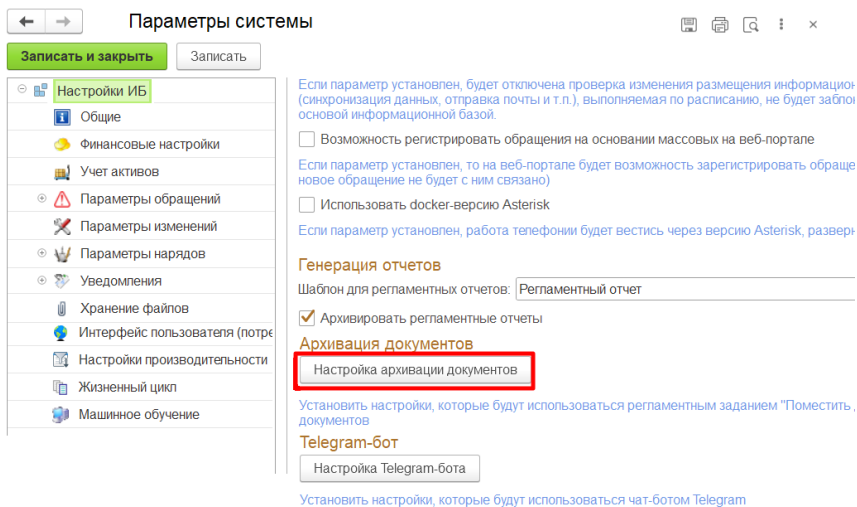 Параметры системы
Записать и закрыть
Записать
Настройки ИБ
Общие
Финансовые настройки
Учет активов
Параметры обращений
Параметры изменений
Параметры нарядов
Уведомления
Хранение файлов
Интерфейс пользователя (потре
Настройки производительности
Жизненный цикл
Машинное обучение
Если параметр установлен, будет отключена проверка изменения размещения информацион
(синхронизация данных, отправка почты и т.п.), выполняемая по расписанию, не будет забло
основой информационной базой.
Возможность регистрировать обращения на основании массовых на веб-портале
Если параметр установлен, то на веб-портале будет возможность зарегистрировать обраще
новое обращение не будет с ним связано)
Использовать docker-версию Asterisk
Если параметр установлен, работа телефонии будет вестись через версию Asterisk, разверн
Генерация отчетов
Шаблон для регламентных отчетов: Регламентный отчет
Архивировать регламентные отчеты
Архивация документов
Настройка архивации документов
Установить настройки, которые будут использоваться регламентным заданием "Поместить
документов
Telegram-бот
Настройка Telegram-бота
Установить настройки, которые будут использоваться чат-ботом Telegram